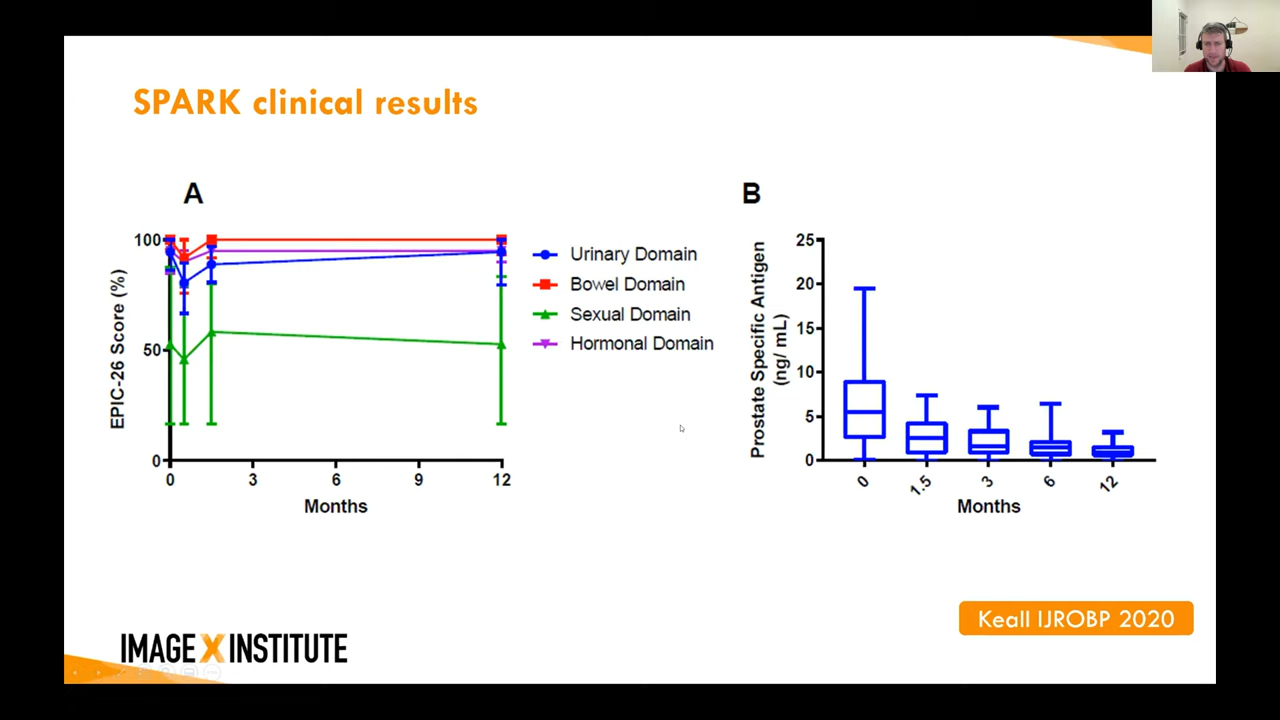 SPARK clinical results
A
100
50
0
EPIC-26 Score (%)
0 3 6 9 12
Months
Urinary Domain
Bowel Domain
Sexual Domain
Hormonal Domain
B
25
20
15
10
5
0
Prostate Specific Antigen
(ng/ mL)
0 1.5 3 6 12
Months
Keall IJROBP 2020
IMAGE X INSTITUTE